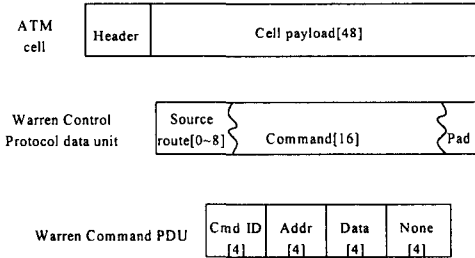 ATM
cell
Header
Cell payload[48]
Warren Control
Protocol data unit
Source
route[0~8]
Command[16]
Pad
Warren Command PDU
Cmd ID
[4]
Addr
[4]
Data
[4]
None
[4]